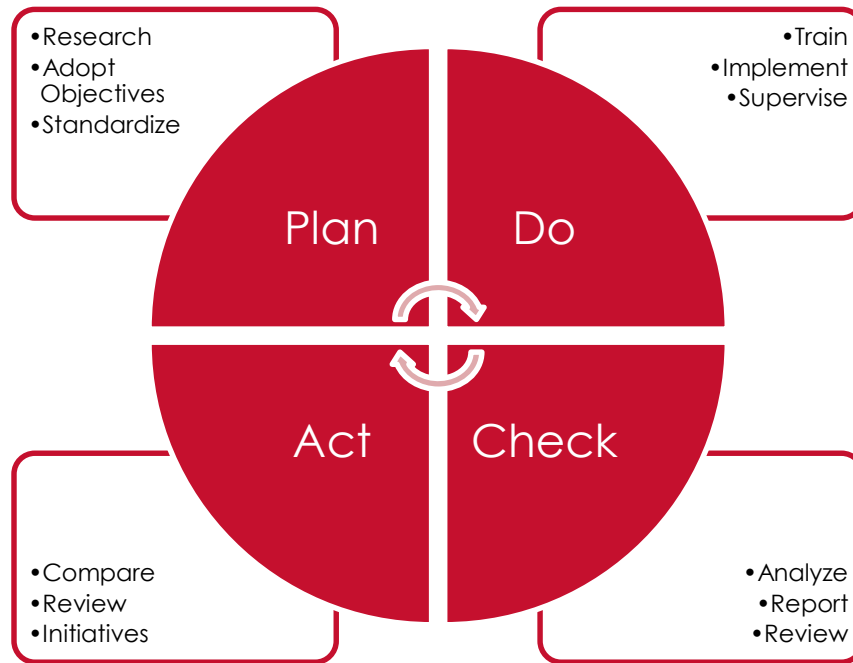 •Research
•Adopt
Objectives
•Standardize
•Train
•Implement
•Supervise
Plan
Do
Act
Check
•Compare
•Review
•Initiatives
•Analyze
•Report
•Review